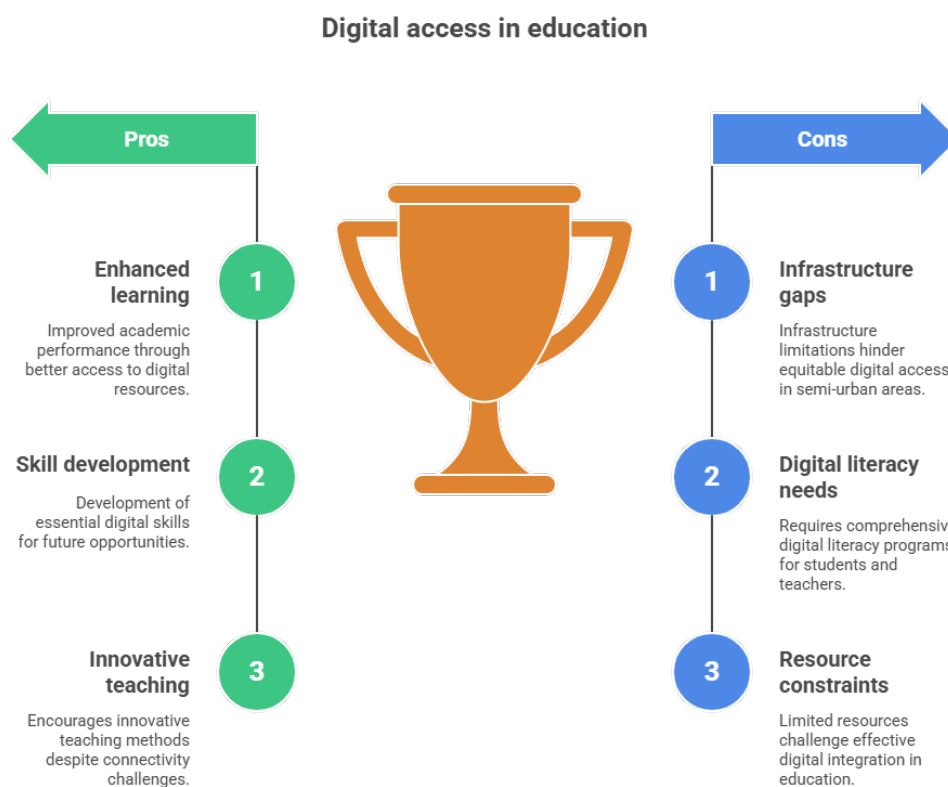 Digital access in education
Pros
1
Enhanced
learning
Improved academic
performance through
better access to digital
resources.
2
Skill development
Development of
essential digital skills
for future opportunities.
3
Innovative
teaching
Encourages innovative
teaching methods
despite connectivity
challenges.
Cons
1
Infrastructure
gaps
Infrastructure
limitations hinder
equitable digital access
in semi-urban areas.
2
Digital literacy
needs
Requires comprehensiv
digital literacy programs
for students and
teachers.
3
Resource
constraints
Limited resources
challenge effective
digital integration in
education.